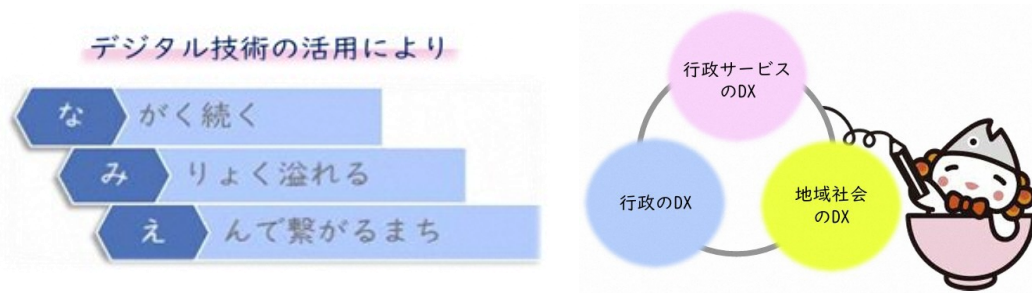 デジタル技術の活用により
な がく続く
み りょく溢れる
え んで繋がるまち
行政サービス
のDX
行政のDX
地域社会
のDX